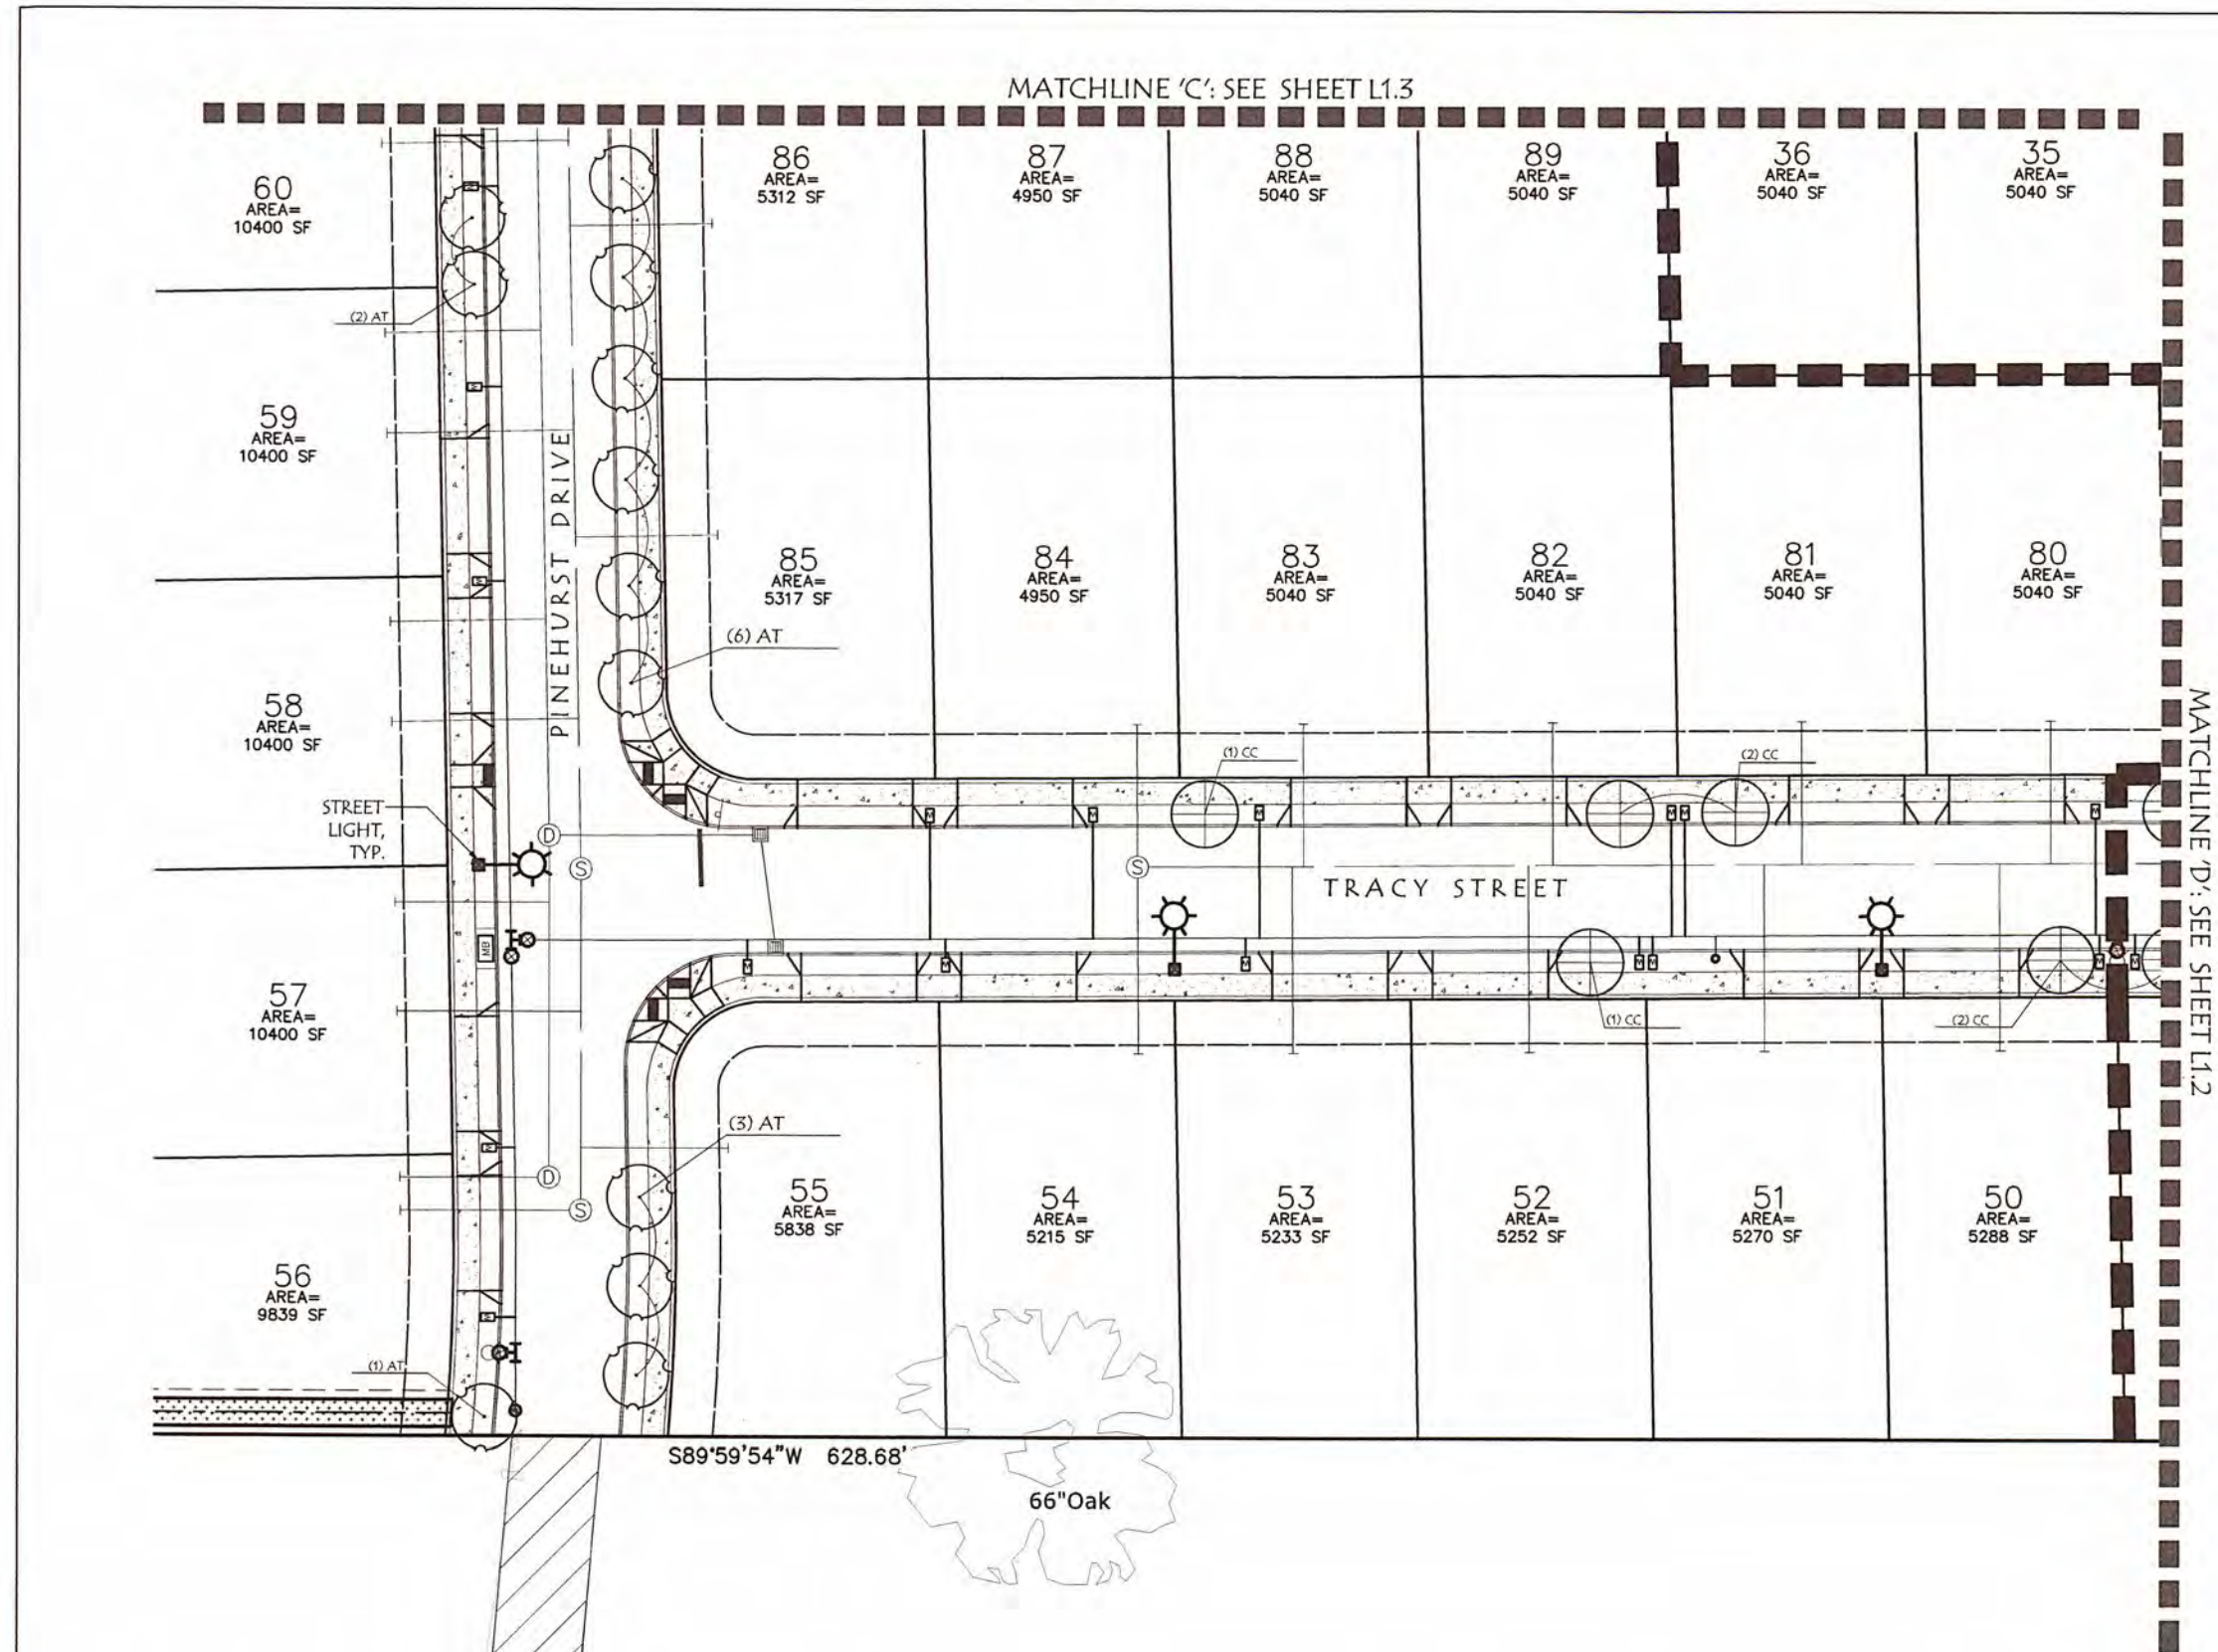 MATCHLINE 'C': SEE SHEET L1.3
60
AREA=
10400 SF
86
AREA=
5312 SF
87
AREA=
4950 SF
88
AREA=
5040 SF
89
AREA=
5040 SF
36
AREA=
5040 SF
35
AREA=
5040 SF
(2) AT
59
AREA=
10400 SF
PINEHURST DRIVE
85
AREA=
5317 SF
84
AREA=
4950 SF
83
AREA=
5040 SF
82
AREA=
5040 SF
81
AREA=
5040 SF
80
AREA=
5040 SF
(6) AT
58
AREA=
10400 SF
(1) CC
(2) CC
MATCHLINE 'D': SEE SHEET L1.2
STREET
LIGHT,
TYP.
D
S
M
M
M
M
M
M
S
TRACY STREET
MB
M
M
M
M
M
M
M
57
AREA=
10400 SF
(1) CC
(2) CC
(3) AT
D
S
55
AREA=
5838 SF
54
AREA=
5215 SF
53
AREA=
5233 SF
52
AREA=
5252 SF
51
AREA=
5270 SF
50
AREA=
5288 SF
56
AREA=
9839 SF
(1) AT
S89°59'54"W 628.68'
66"Oak